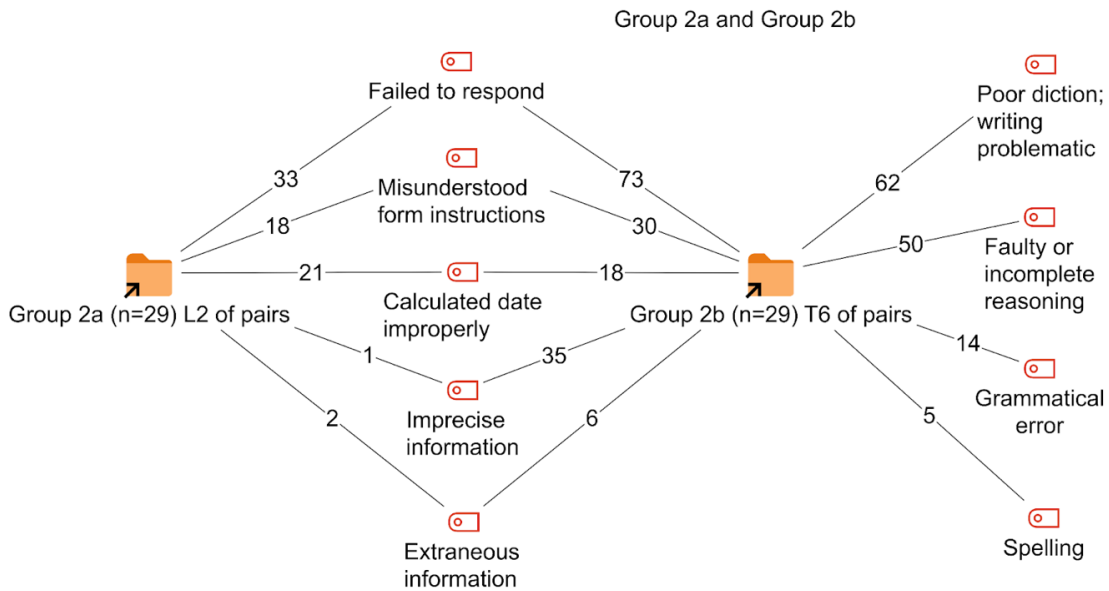 Group 2a and Group 2b
Failed to respond
Poor diction;
writing
problematic
33
73
62
Misunderstood
form instructions
18
30
50
Faulty or
incomplete
reasoning
21
18
Calculated date
improperly
Group 2a (n=29) L2 of pairs
Group 2b (n=29) T6 of pairs
1
35
14
Grammatical
error
Imprecise
information
2
6
5
Extraneous
information
Spelling